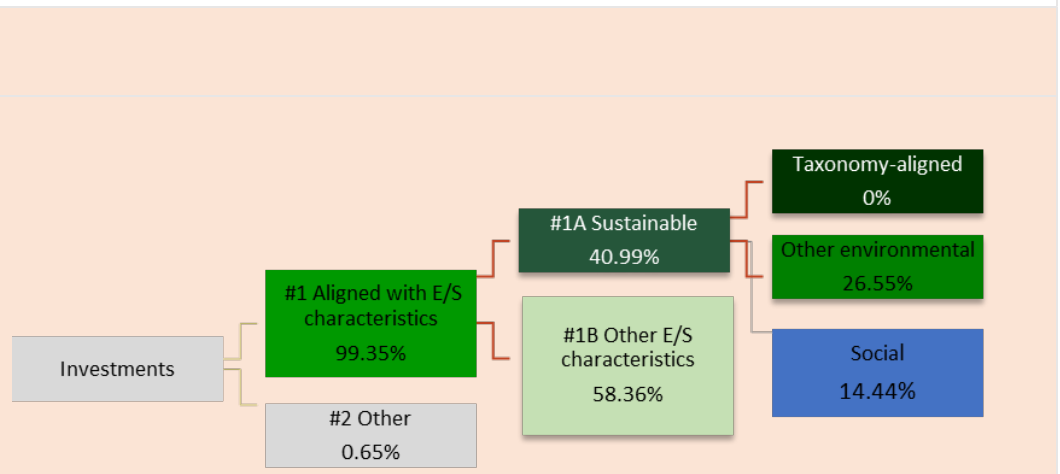 Investments
#1 Aligned with E/S
characteristics
99.35%
#2 Other
0.65%
#1A Sustainable
40.99%
#1B Other E/S
characteristics
58.36%
Taxonomy-aligned
0%
Other environmental
26.55%
Social
14.44%